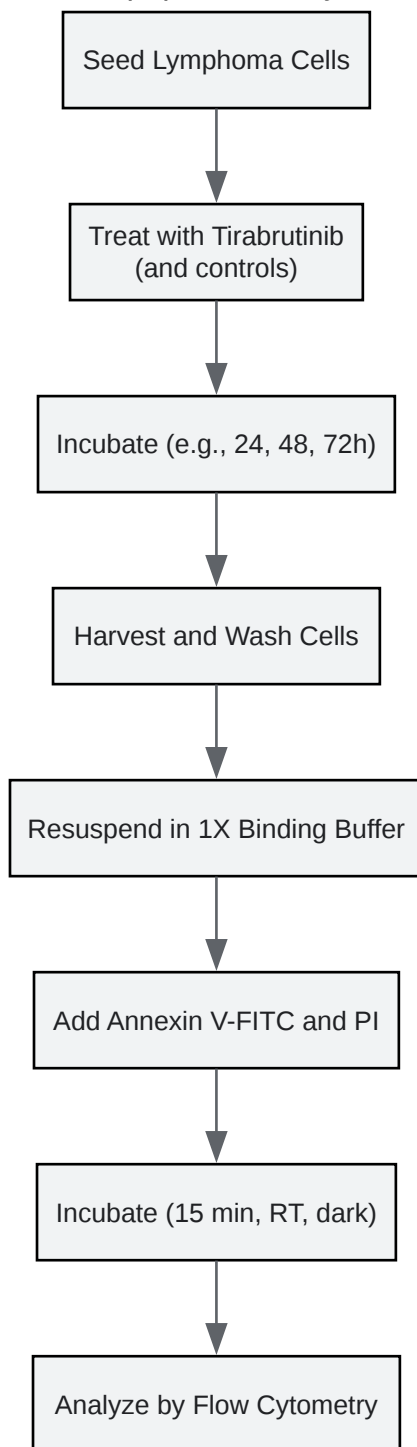 Seed Lymphoma Cells
Treat with Tirabrutinib
(and controls)
Incubate (e.g., 24, 48, 72h)
Harvest and Wash Cells
Resuspend in 1X Binding Buffer
Add Annexin V-FITC and PI
Incubate (15 min, RT, dark)
Analyze by Flow Cytometry